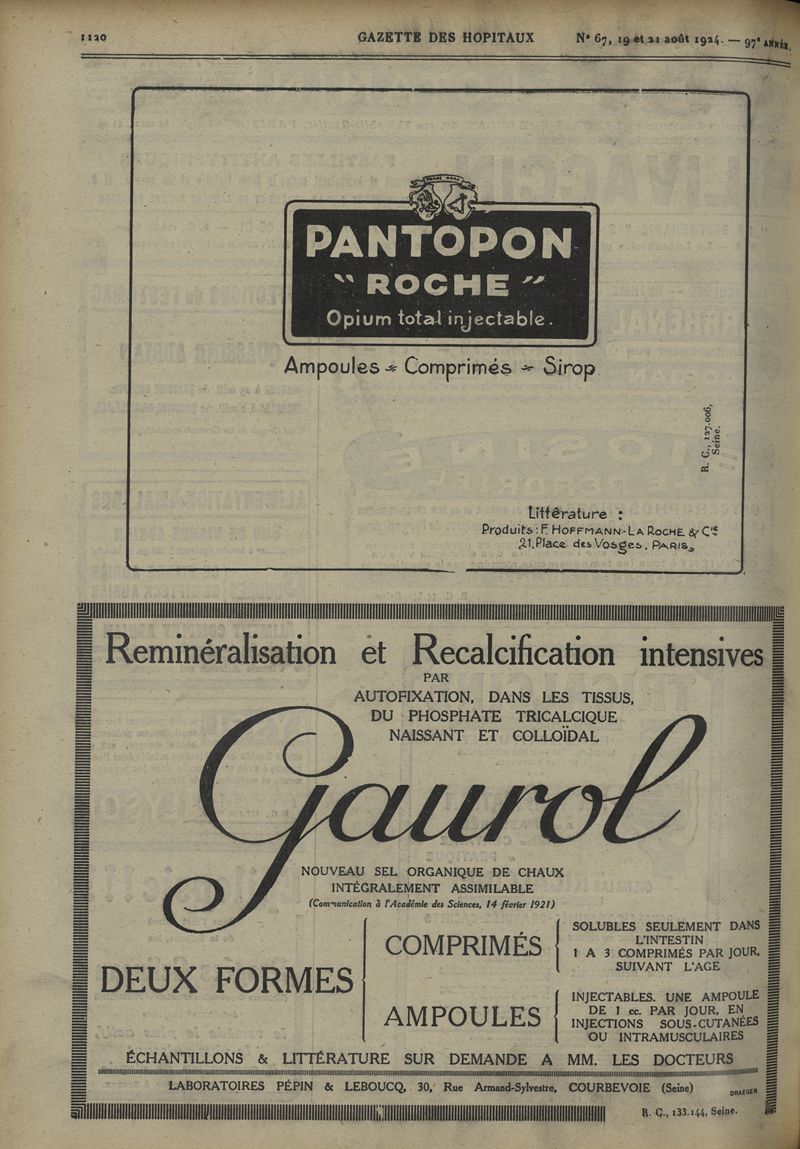 1120 GAZETTE DES HOPITAUX N° 67, 19 et 21 août 1924. — 97e ANNÉE.
PANTOPON
"ROCHE"
Opium total injectable.
Ampoules - Comprimés - Sirop
R. C., 127.006,
Seine.
Littérature :
Produits : F. HOFFMANN-LA ROCHE & Cie
21, Place des Vosges, PARIS.
Reminéralisation et Recalcification intensives
PAR
AUTOFIXATION, DANS LES TISSUS,
DU PHOSPHATE TRICALCIQUE
NAISSANT ET COLLOÏDAL
Gaurol
NOUVEAU SEL ORGANIQUE DE CHAUX
INTÉGRALEMENT ASSIMILABLE
(Communication à l'Académie des Sciences, 14 février 1921)
DEUX FORMES
COMPRIMÉS
SOLUBLES SEULEMENT DANS
L'INTESTIN
1 A 3 COMPRIMÉS PAR JOUR,
SUIVANT L'AGE
AMPOULES
INJECTABLES. UNE AMPOULE
DE 1 cc. PAR JOUR, EN
INJECTIONS SOUS-CUTANÉES
OU INTRAMUSCULAIRES
ÉCHANTILLONS & LITTÉRATURE SUR DEMANDE A MM. LES DOCTEURS
LABORATOIRES PÉPIN & LEBOUCQ, 30, Rue Armand-Sylvestre, COURBEVOIE (Seine)
DRAEGER
R. C., 133.144, Seine.